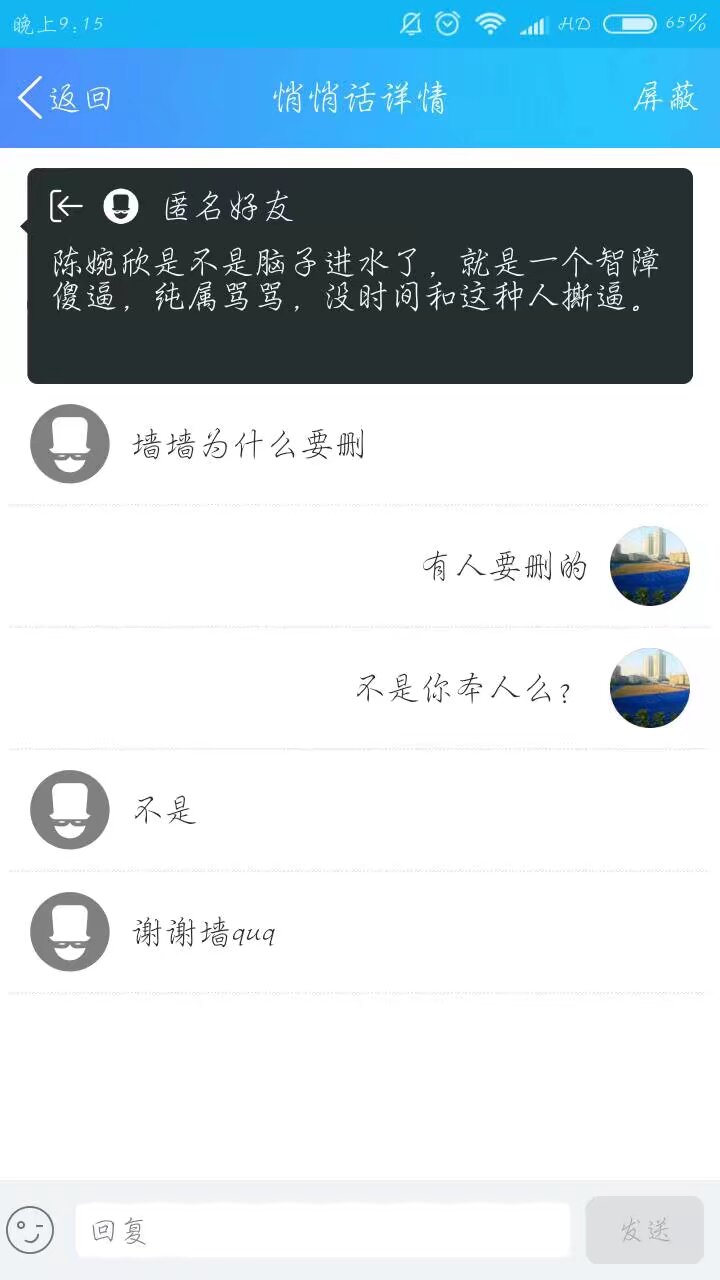 晚上9:15
HD
65%
返回
悄悄话详情
屏蔽
匿名好友
陈婉欣是不是脑子进水了，就是一个智障
傻逼，纯属骂骂，没时间和这种人撕逼。
墙墙为什么要删
有人要删的
不是你本人么？
不是
谢谢墙quq
回复
发送